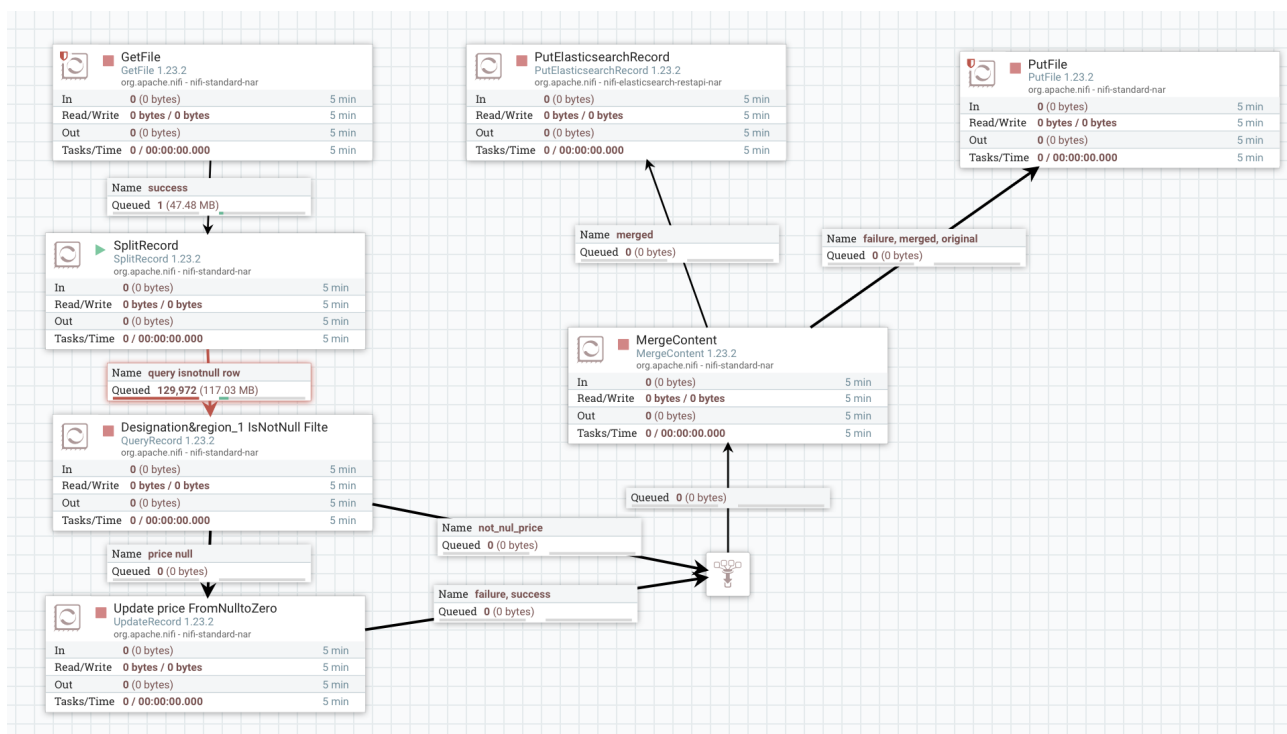 GetFile
GetFile 1.23.2
org.apache.nifi - nifi-standard-nar
In 0 (0 bytes) 5 min
Read/Write 0 bytes / 0 bytes 5 min
Out 0 (0 bytes) 5 min
Tasks/Time 0 / 00:00:00.000 5 min
Name success
Queued 1 (47.48 MB)
SplitRecord
SplitRecord 1.23.2
org.apache.nifi - nifi-standard-nar
In 0 (0 bytes) 5 min
Read/Write 0 bytes / 0 bytes 5 min
Out 0 (0 bytes) 5 min
Tasks/Time 0 / 00:00:00.000 5 min
Name query isnotnull row
Queued 129,972 (117.03 MB)
Designation&region_1 IsNotNull Filte
QueryRecord 1.23.2
org.apache.nifi - nifi-standard-nar
In 0 (0 bytes) 5 min
Read/Write 0 bytes / 0 bytes 5 min
Out 0 (0 bytes) 5 min
Tasks/Time 0 / 00:00:00.000 5 min
Name price null
Queued 0 (0 bytes)
Update price FromNulltoZero
UpdateRecord 1.23.2
org.apache.nifi - nifi-standard-nar
In 0 (0 bytes) 5 min
Read/Write 0 bytes / 0 bytes 5 min
Out 0 (0 bytes) 5 min
Tasks/Time 0 / 00:00:00.000 5 min
Name not_nul_price
Queued 0 (0 bytes)
Name failure, success
Queued 0 (0 bytes)
Queued 0 (0 bytes)
MergeContent
MergeContent 1.23.2
org.apache.nifi - nifi-standard-nar
In 0 (0 bytes) 5 min
Read/Write 0 bytes / 0 bytes 5 min
Out 0 (0 bytes) 5 min
Tasks/Time 0 / 00:00:00.000 5 min
Name merged
Queued 0 (0 bytes)
PutElasticsearchRecord
PutElasticsearchRecord 1.23.2
org.apache.nifi - nifi-elasticsearch-restapi-nar
In 0 (0 bytes) 5 min
Read/Write 0 bytes / 0 bytes 5 min
Out 0 (0 bytes) 5 min
Tasks/Time 0 / 00:00:00.000 5 min
Name failure, merged, original
Queued 0 (0 bytes)
PutFile
PutFile 1.23.2
org.apache.nifi - nifi-standard-nar
In 0 (0 bytes) 5 min
Read/Write 0 bytes / 0 bytes 5 min
Out 0 (0 bytes) 5 min
Tasks/Time 0 / 00:00:00.000 5 min